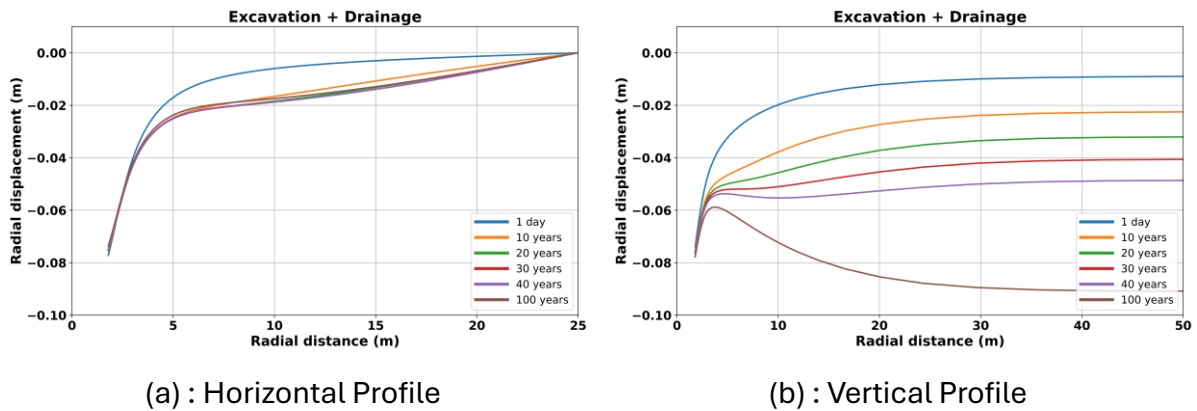 Excavation + Drainage
Radial displacement (m)
0.00
−0.02
−0.04
−0.06
−0.08
−0.10
0
5
10
15
20
25
Radial distance (m)
1 day
10 years
20 years
30 years
40 years
100 years
(a) : Horizontal Profile
Excavation + Drainage
Radial displacement (m)
0.00
−0.02
−0.04
−0.06
−0.08
−0.10
0
10
20
30
40
50
Radial distance (m)
1 day
10 years
20 years
30 years
40 years
100 years
(b) : Vertical Profile